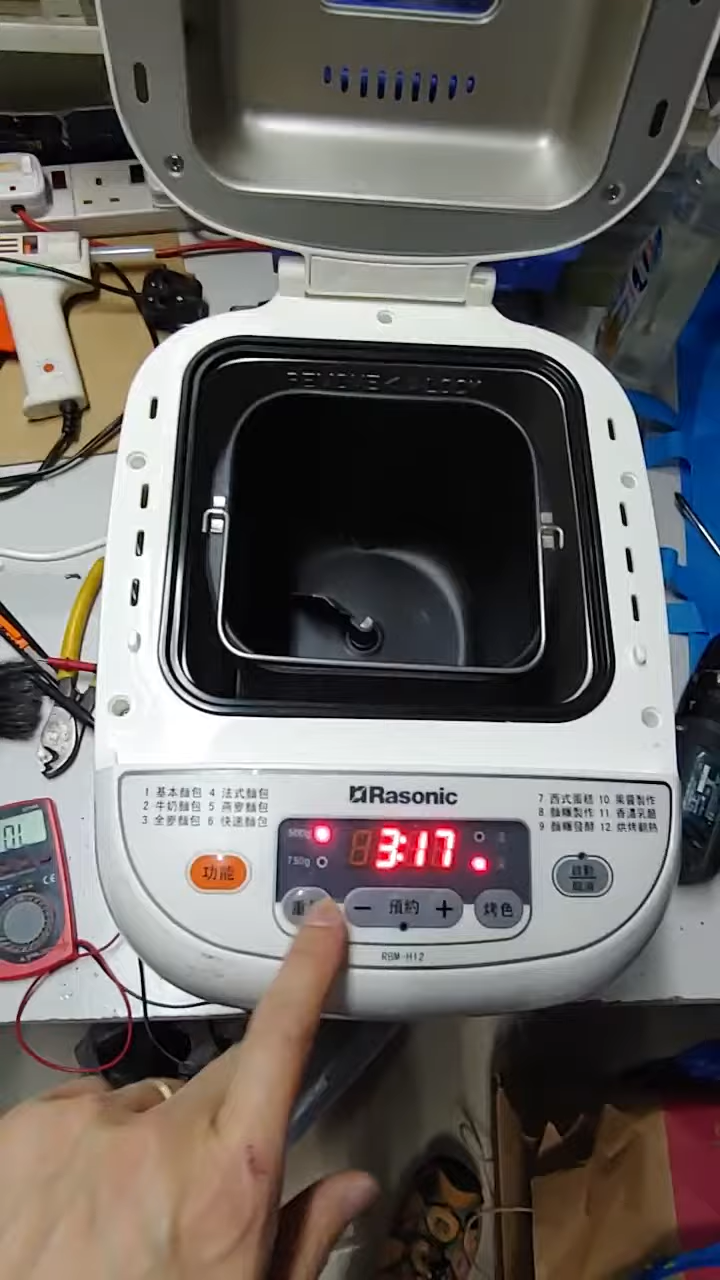 REMOVE LOCK
1 基本麵包 4 法式麵包
2 牛奶麵包 5 燕麥麵包
3 全麥麵包 6 快速麵包
Rasonic
7 西式蛋糕 10 果醬製作
8 麵糰製作 11 香濃乳酪
9 麵糰發酵 12 烘烤翻熱
500g
3:17
750g
功能
重
預約
烤色
啟動
取消
RBM-H12